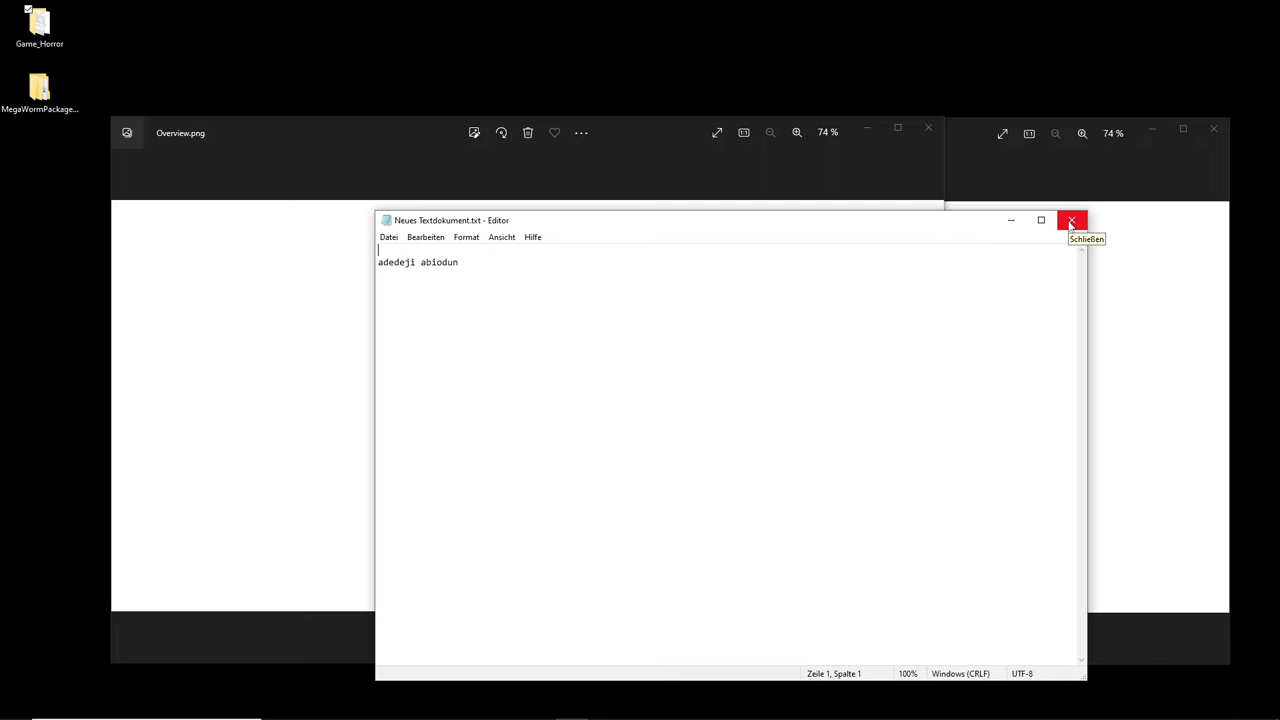 Game_Horror
MegaWormPackage...
Overview.png
74 %
74 %
Neues Textdokument.txt - Editor
Datei Bearbeiten Format Ansicht Hilfe
Schließen
adedeji abiodun
Zeile 1, Spalte 1 100% Windows (CRLF) UTF-8